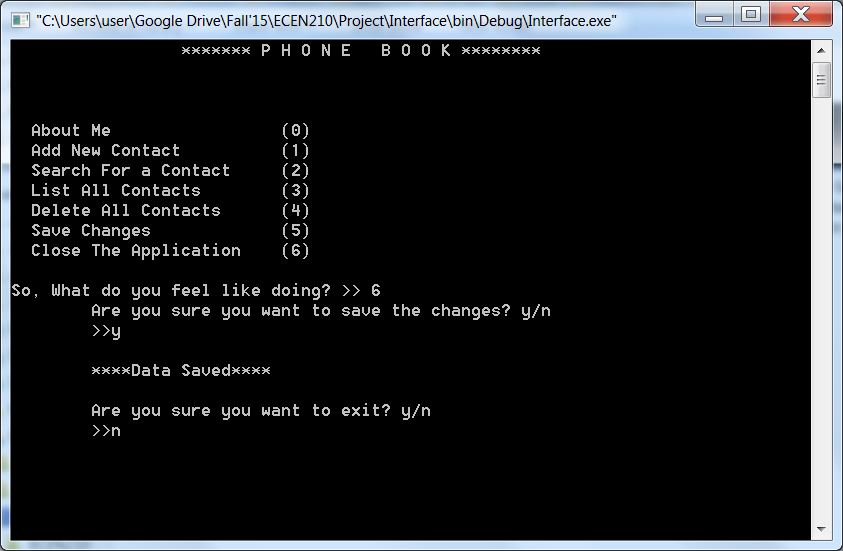 "C:\Users\user\Google Drive\Fall'15\ECEN210\Project\Interface\bin\Debug\Interface.exe"
******* P H O N E   B O O K ********
About Me (0)
Add New Contact (1)
Search For a Contact (2)
List All Contacts (3)
Delete All Contacts (4)
Save Changes (5)
Close The Application (6)
So, What do you feel like doing? >> 6
Are you sure you want to save the changes? y/n
>>y
****Data Saved****
Are you sure you want to exit? y/n
>>n